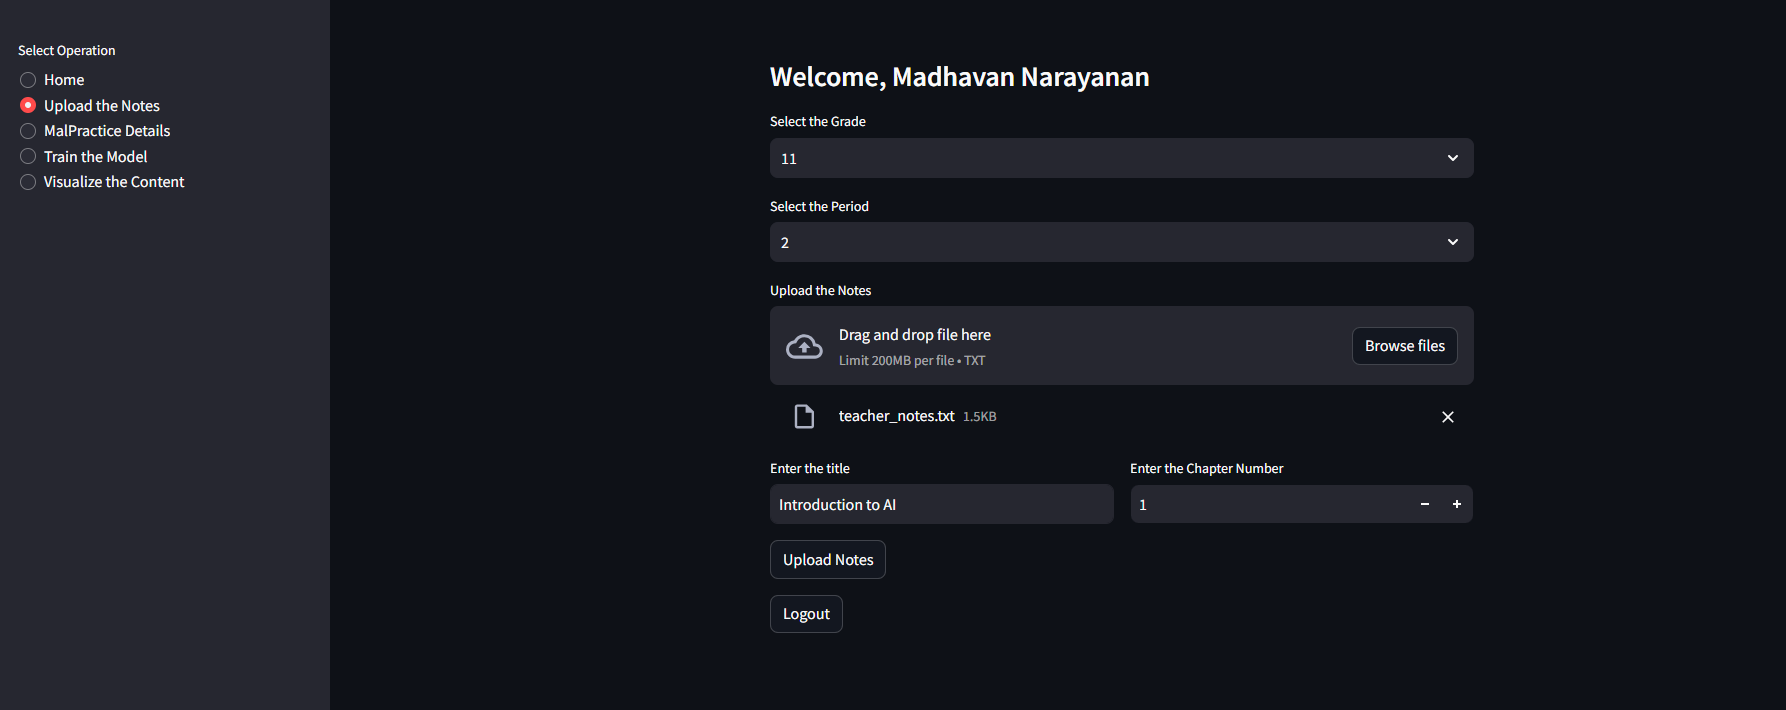 Select Operation
Home
Upload the Notes
MalPractice Details
Train the Model
Visualize the Content
Welcome, Madhavan Narayanan
Select the Grade
11
Select the Period
2
Upload the Notes
Drag and drop file here
Limit 200MB per file • TXT
Browse files
teacher_notes.txt 1.5KB
Enter the title
Introduction to AI
Enter the Chapter Number
1
Upload Notes
Logout